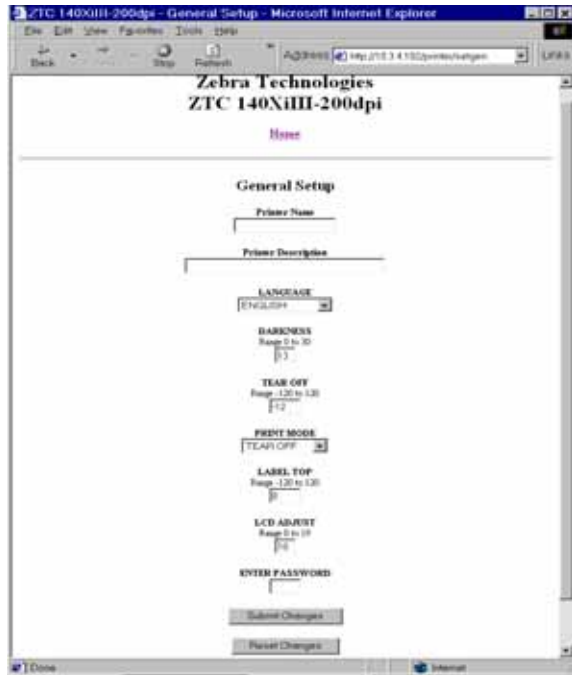 ZTC 140XiIII-200dpi - General Setup - Microsoft Internet Explorer
File Edit View Favorites Tools Help
Back Stop Refresh Address Links
Zebra Technologies
ZTC 140XiIII-200dpi
Home
General Setup
Printer Name
Printer Description
LANGUAGE
ENGLISH
DARKNESS
Range 0 to 30
TEAR OFF
Range -120 to 120
-12
PRINT MODE
TEAR OFF
LABEL TOP
Range -120 to 120
LCD ADJUST
Range 0 to 19
ENTER PASSWORD
Submit Changes
Reset Changes
Done Internet